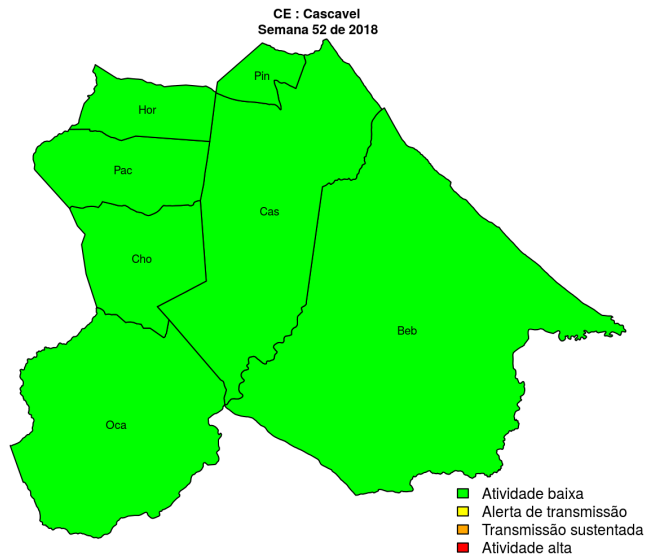 CE : Cascavel
Semana 52 de 2018
Pin
Hor
Pac
Cas
Cho
Beb
Oca
Atividade baixa
Alerta de transmissão
Transmissão sustentada
Atividade alta